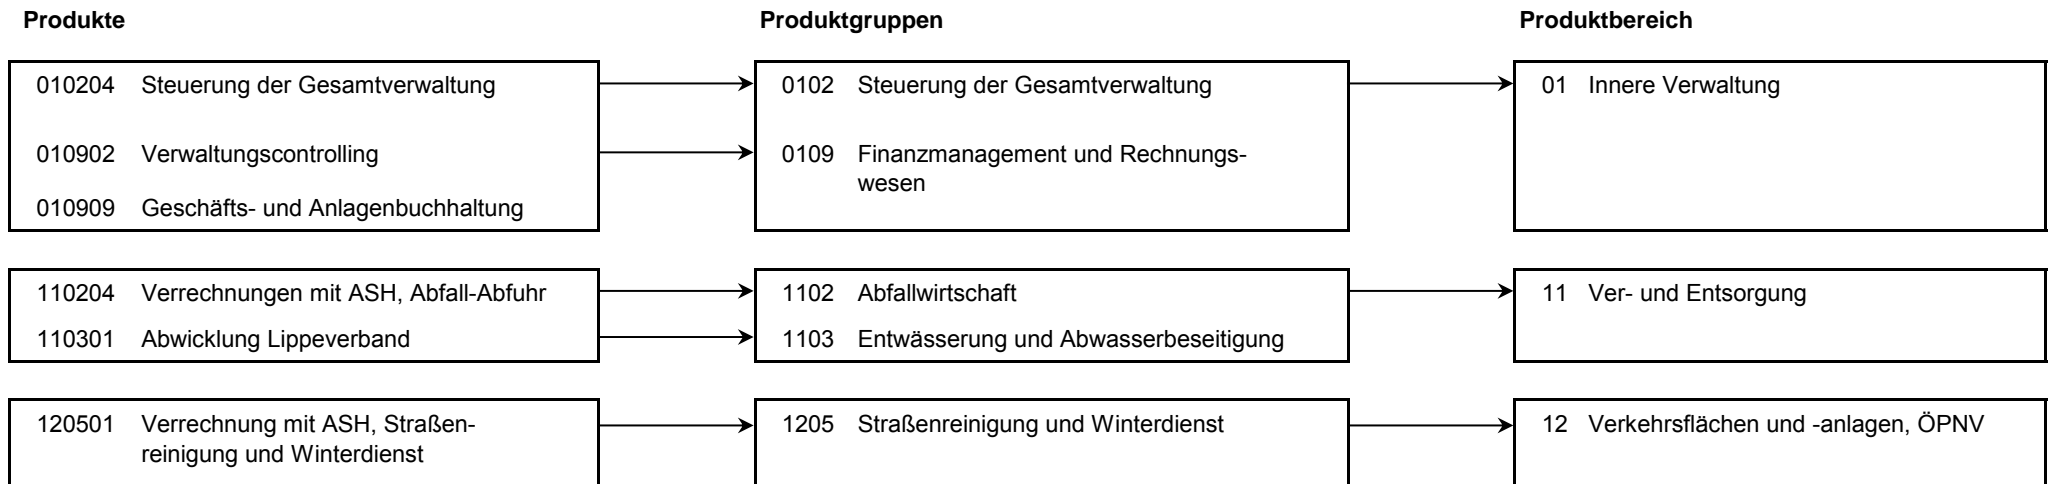 Produkte Produktgruppen Produktbereich
010204 Steuerung der Gesamtverwaltung 0102 Steuerung der Gesamtverwaltung 01 Innere Verwaltung
010902 Verwaltungscontrolling 0109 Finanzmanagement und Rechnungs-
wesen
010909 Geschäfts- und Anlagenbuchhaltung
110204 Verrechnungen mit ASH, Abfall-Abfuhr 1102 Abfallwirtschaft 11 Ver- und Entsorgung
110301 Abwicklung Lippeverband 1103 Entwässerung und Abwasserbeseitigung
120501 Verrechnung mit ASH, Straßen- 1205 Straßenreinigung und Winterdienst 12 Verkehrsflächen und -anlagen, ÖPNV
reinigung und Winterdienst